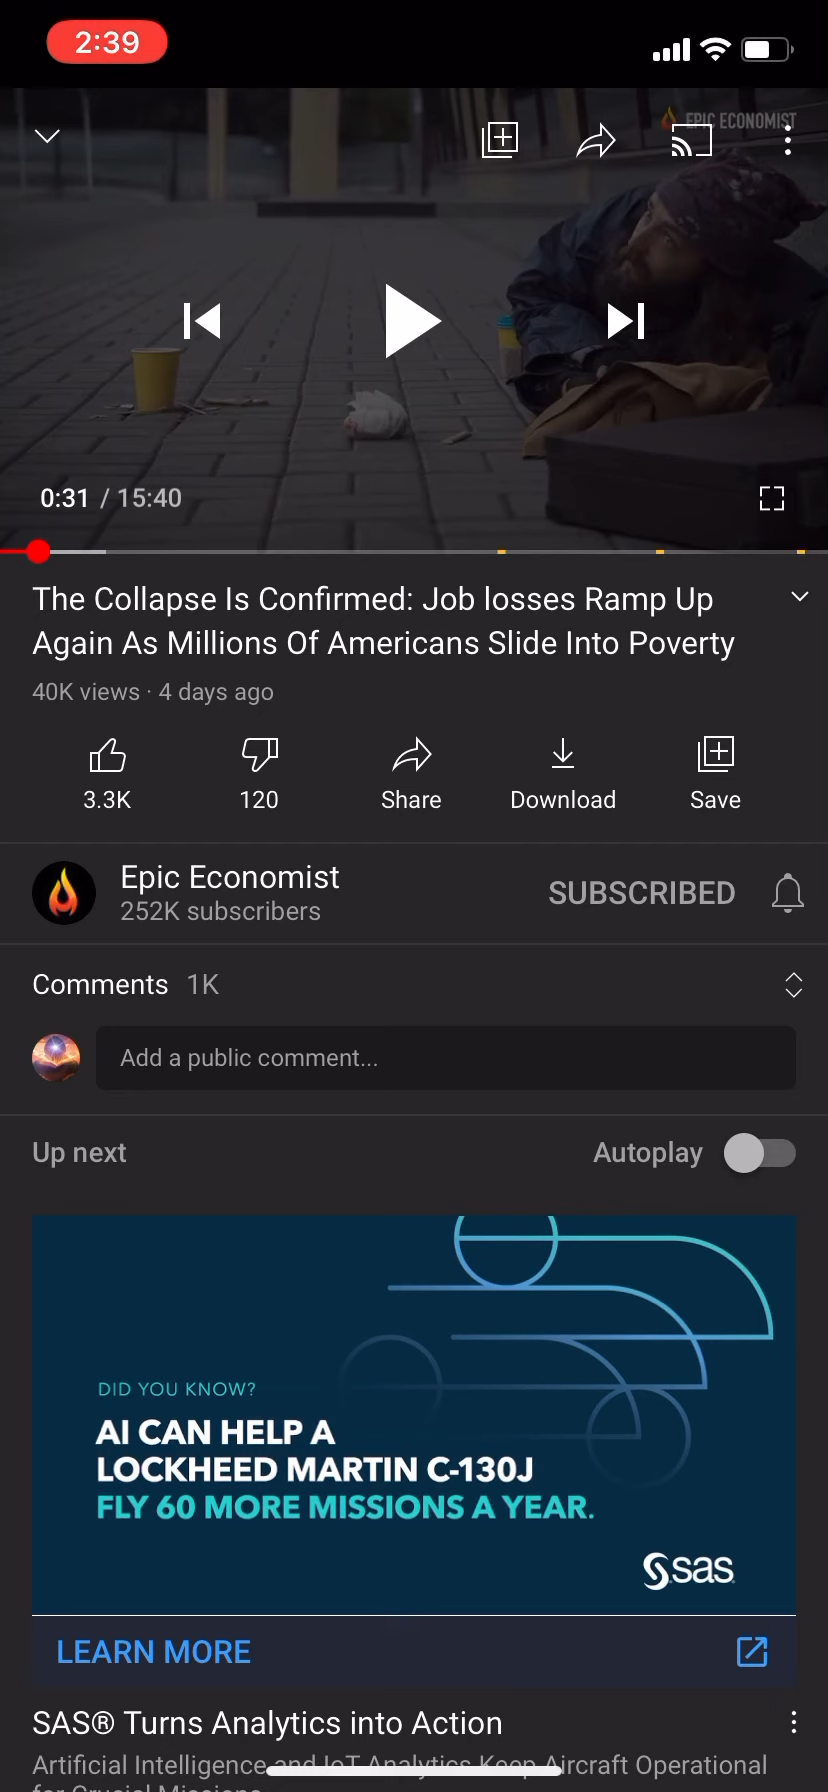 2:39
EPIC ECONOMIST
0:31 / 15:40
The Collapse Is Confirmed: Job losses Ramp Up
Again As Millions Of Americans Slide Into Poverty
40K views · 4 days ago
3.3K
120
Share
Download
Save
Epic Economist
252K subscribers
SUBSCRIBED
Comments 1K
Add a public comment...
Up next
Autoplay
DID YOU KNOW?
AI CAN HELP A
LOCKHEED MARTIN C-130J
FLY 60 MORE MISSIONS A YEAR.
sas
LEARN MORE
SAS® Turns Analytics into Action
Artificial Intelligence and IoT Analytics Keep Aircraft Operational
for Crucial Missions